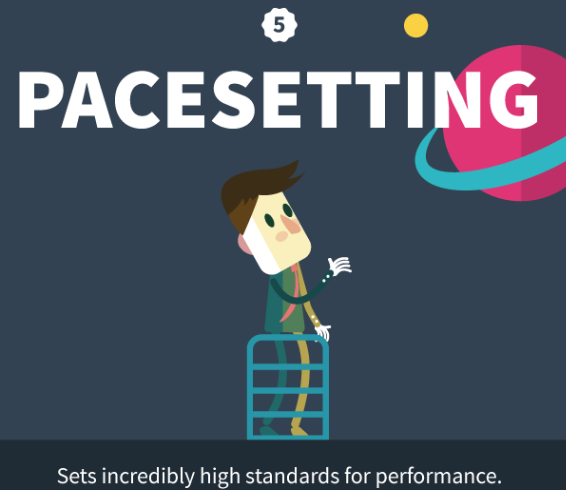 5
PACESETTING
Sets incredibly high standards for performance.